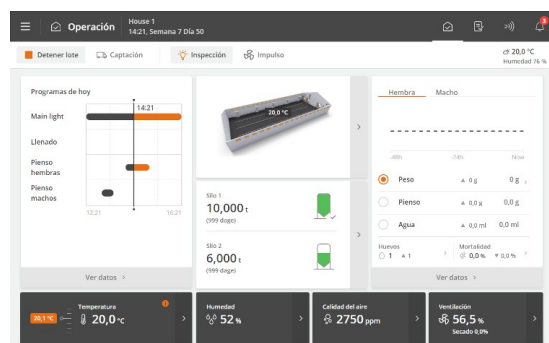 Operación
House 1
14:21, Semana 7 Día 50
3
Detener lote
Captación
Inspección
Impulso
20,0 °C
Humedad 76 %
Programas de hoy
14:21
Main light
Llenado
Pienso hembras
Pienso machos
12:21
16:21
Ver datos >
20,0 °C
Silo 1
10,000 t
(999 dage)
Silo 2
6,000 t
(999 dage)
Hembra
Macho
-48h
-24h
Now
Peso ▲ 0 g 0 g
Pienso ▲ 0,0 g 0,0 g
Agua ▲ 0,0 ml 0,0 ml
Huevos
1 ▲ 1
Mortalidad
0,0 % ▼ 0,0 %
Ver datos >
Temperatura
20,1 °C
20,0 °C
Humedad
52 %
Calidad del aire
2750 ppm
Ventilación
56,5 %
Secado 0,0%